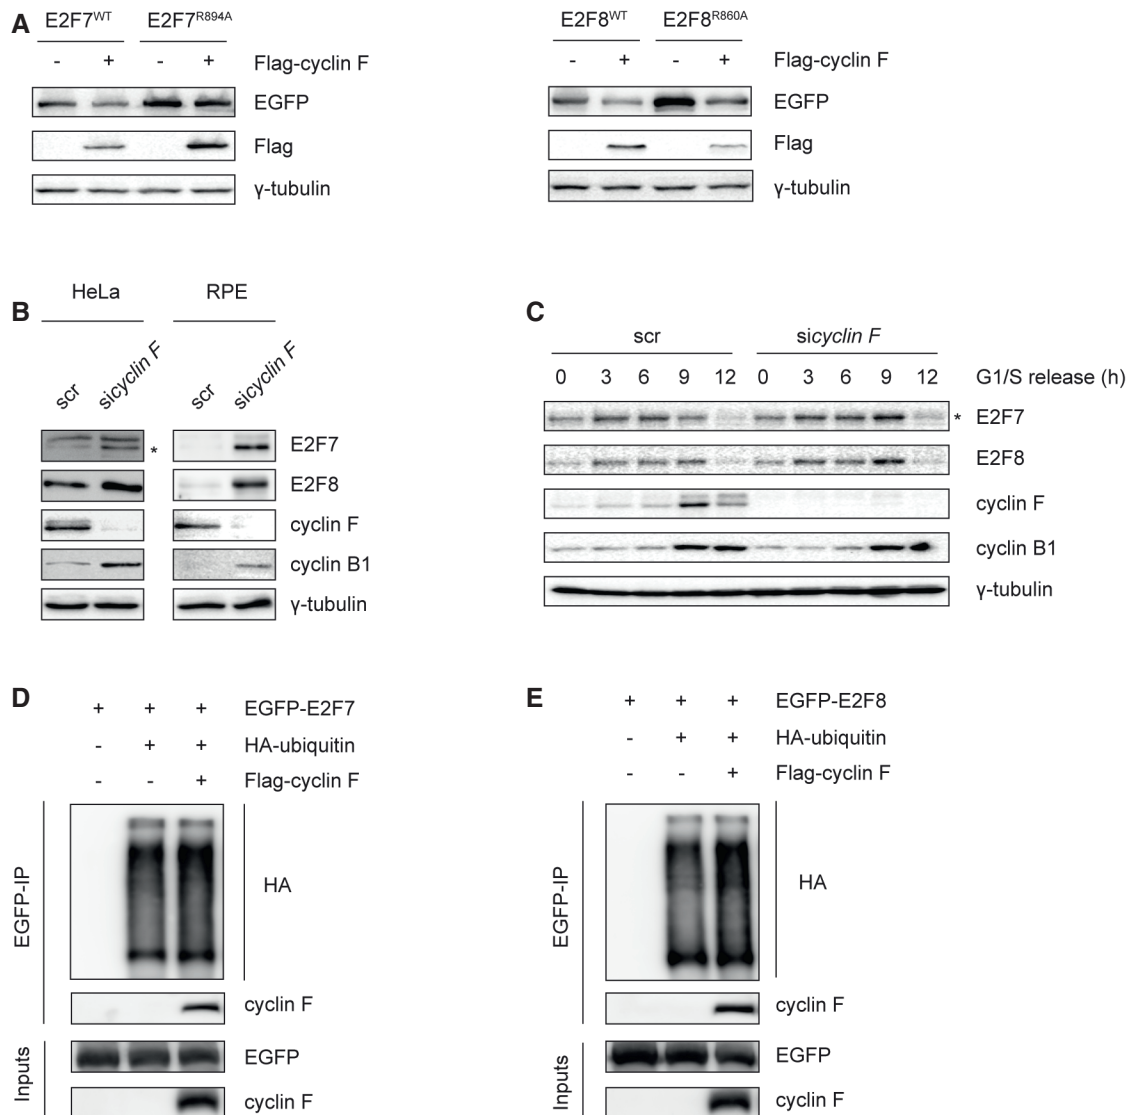 A
E2F7WT E2F7R894A
- + - + Flag-cyclin F
EGFP
Flag
γ-tubulin
E2F8WT E2F8R860A
- + - + Flag-cyclin F
EGFP
Flag
γ-tubulin
B
HeLa RPE
scr sicyclin F scr sicyclin F
E2F7
*
E2F8
cyclin F
cyclin B1
γ-tubulin
C
scr sicyclin F
0 3 6 9 12 0 3 6 9 12 G1/S release (h)
* E2F7
E2F8
cyclin F
cyclin B1
γ-tubulin
D
+ + + EGFP-E2F7
- + + HA-ubiquitin
- - + Flag-cyclin F
EGFP-IP
HA
cyclin F
Inputs
EGFP
cyclin F
E
+ + + EGFP-E2F8
- + + HA-ubiquitin
- - + Flag-cyclin F
EGFP-IP
HA
cyclin F
Inputs
EGFP
cyclin F